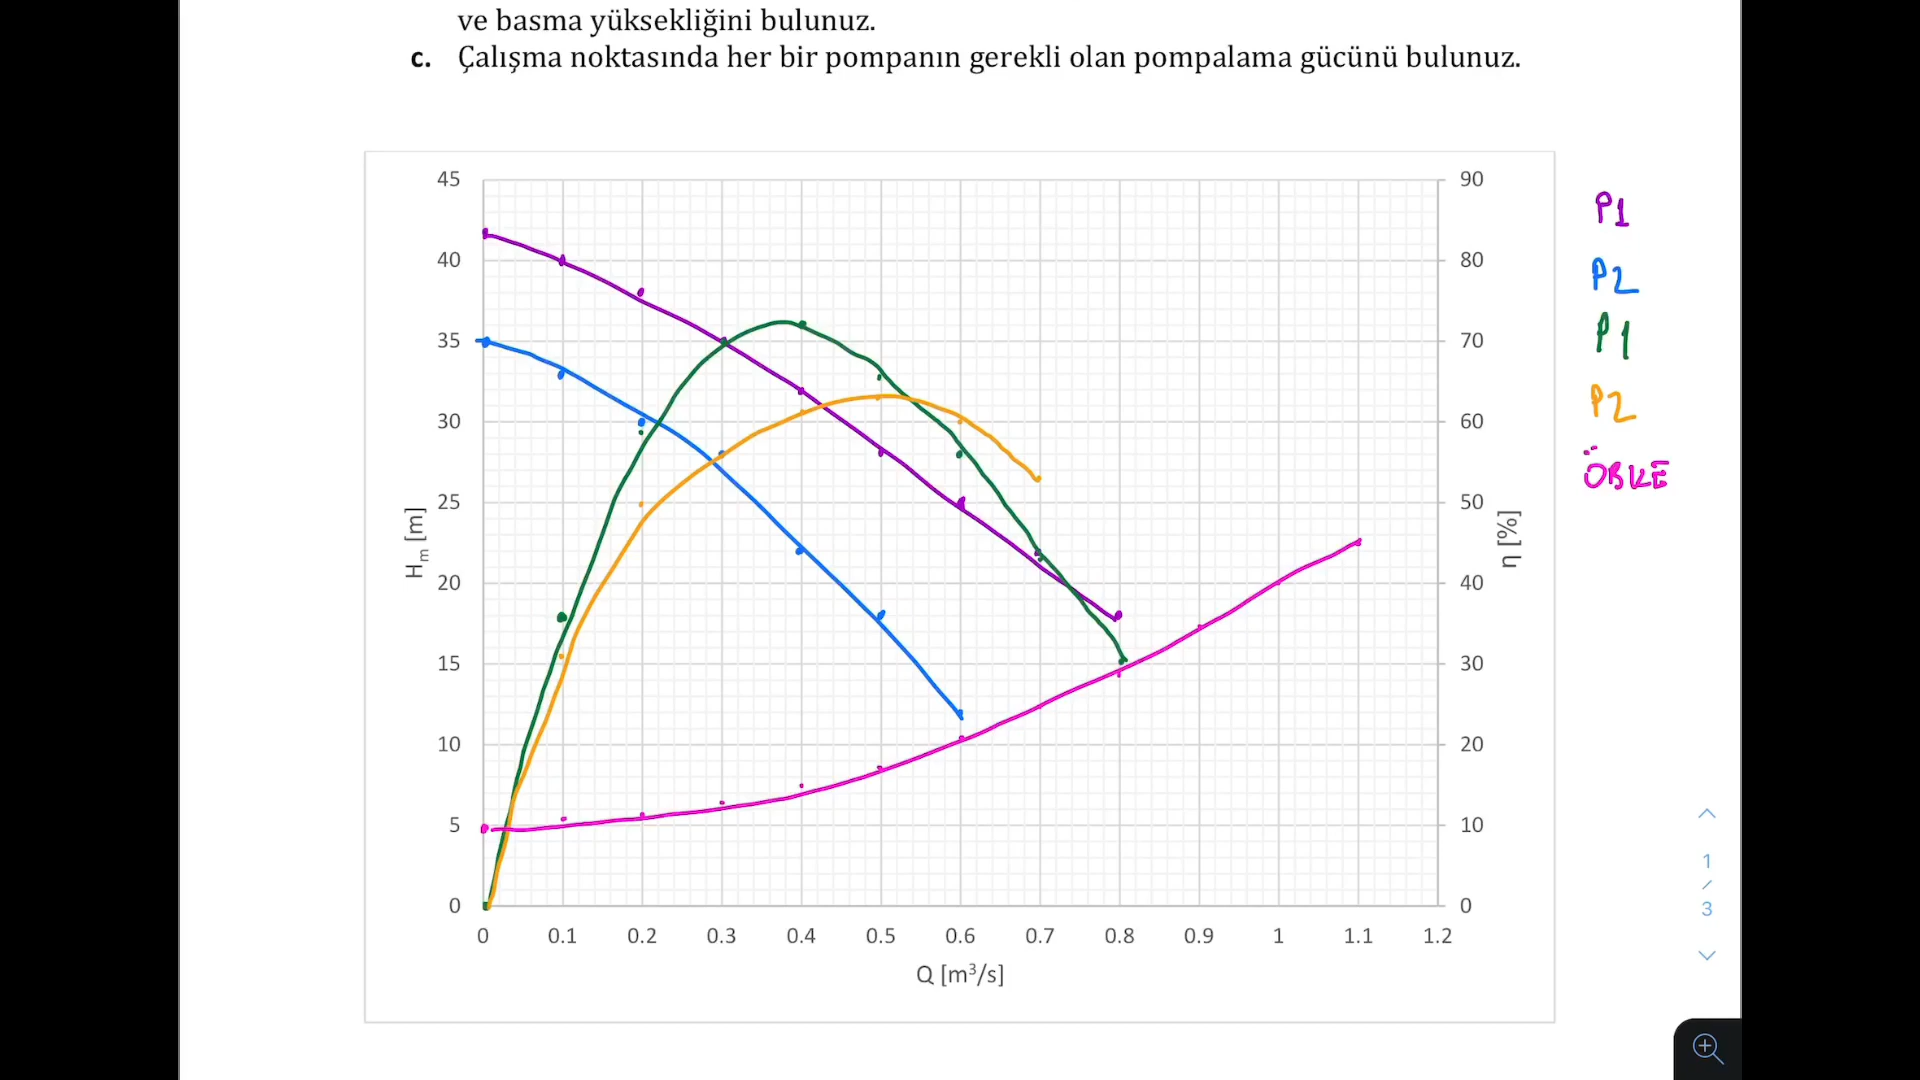 ve basma yüksekliğini bulunuz.
c. Çalışma noktasında her bir pompanın gerekli olan pompalama gücünü bulunuz.
45
40
35
30
25
20
15
10
5
0
Hm [m]
90
80
70
60
50
40
30
20
10
0
η [%]
0 0.1 0.2 0.3 0.4 0.5 0.6 0.7 0.8 0.9 1 1.1 1.2
Q [m³/s]
P1
P2
P1
P2
ÖBKE
1
/
3